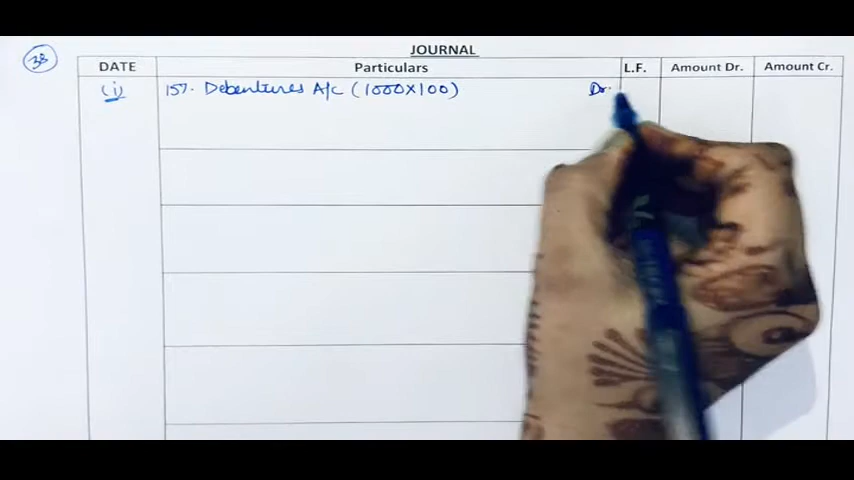 38
JOURNAL
DATE Particulars L.F. Amount Dr. Amount Cr.
(i) 15% Debentures A/c (1000×100) Dr.